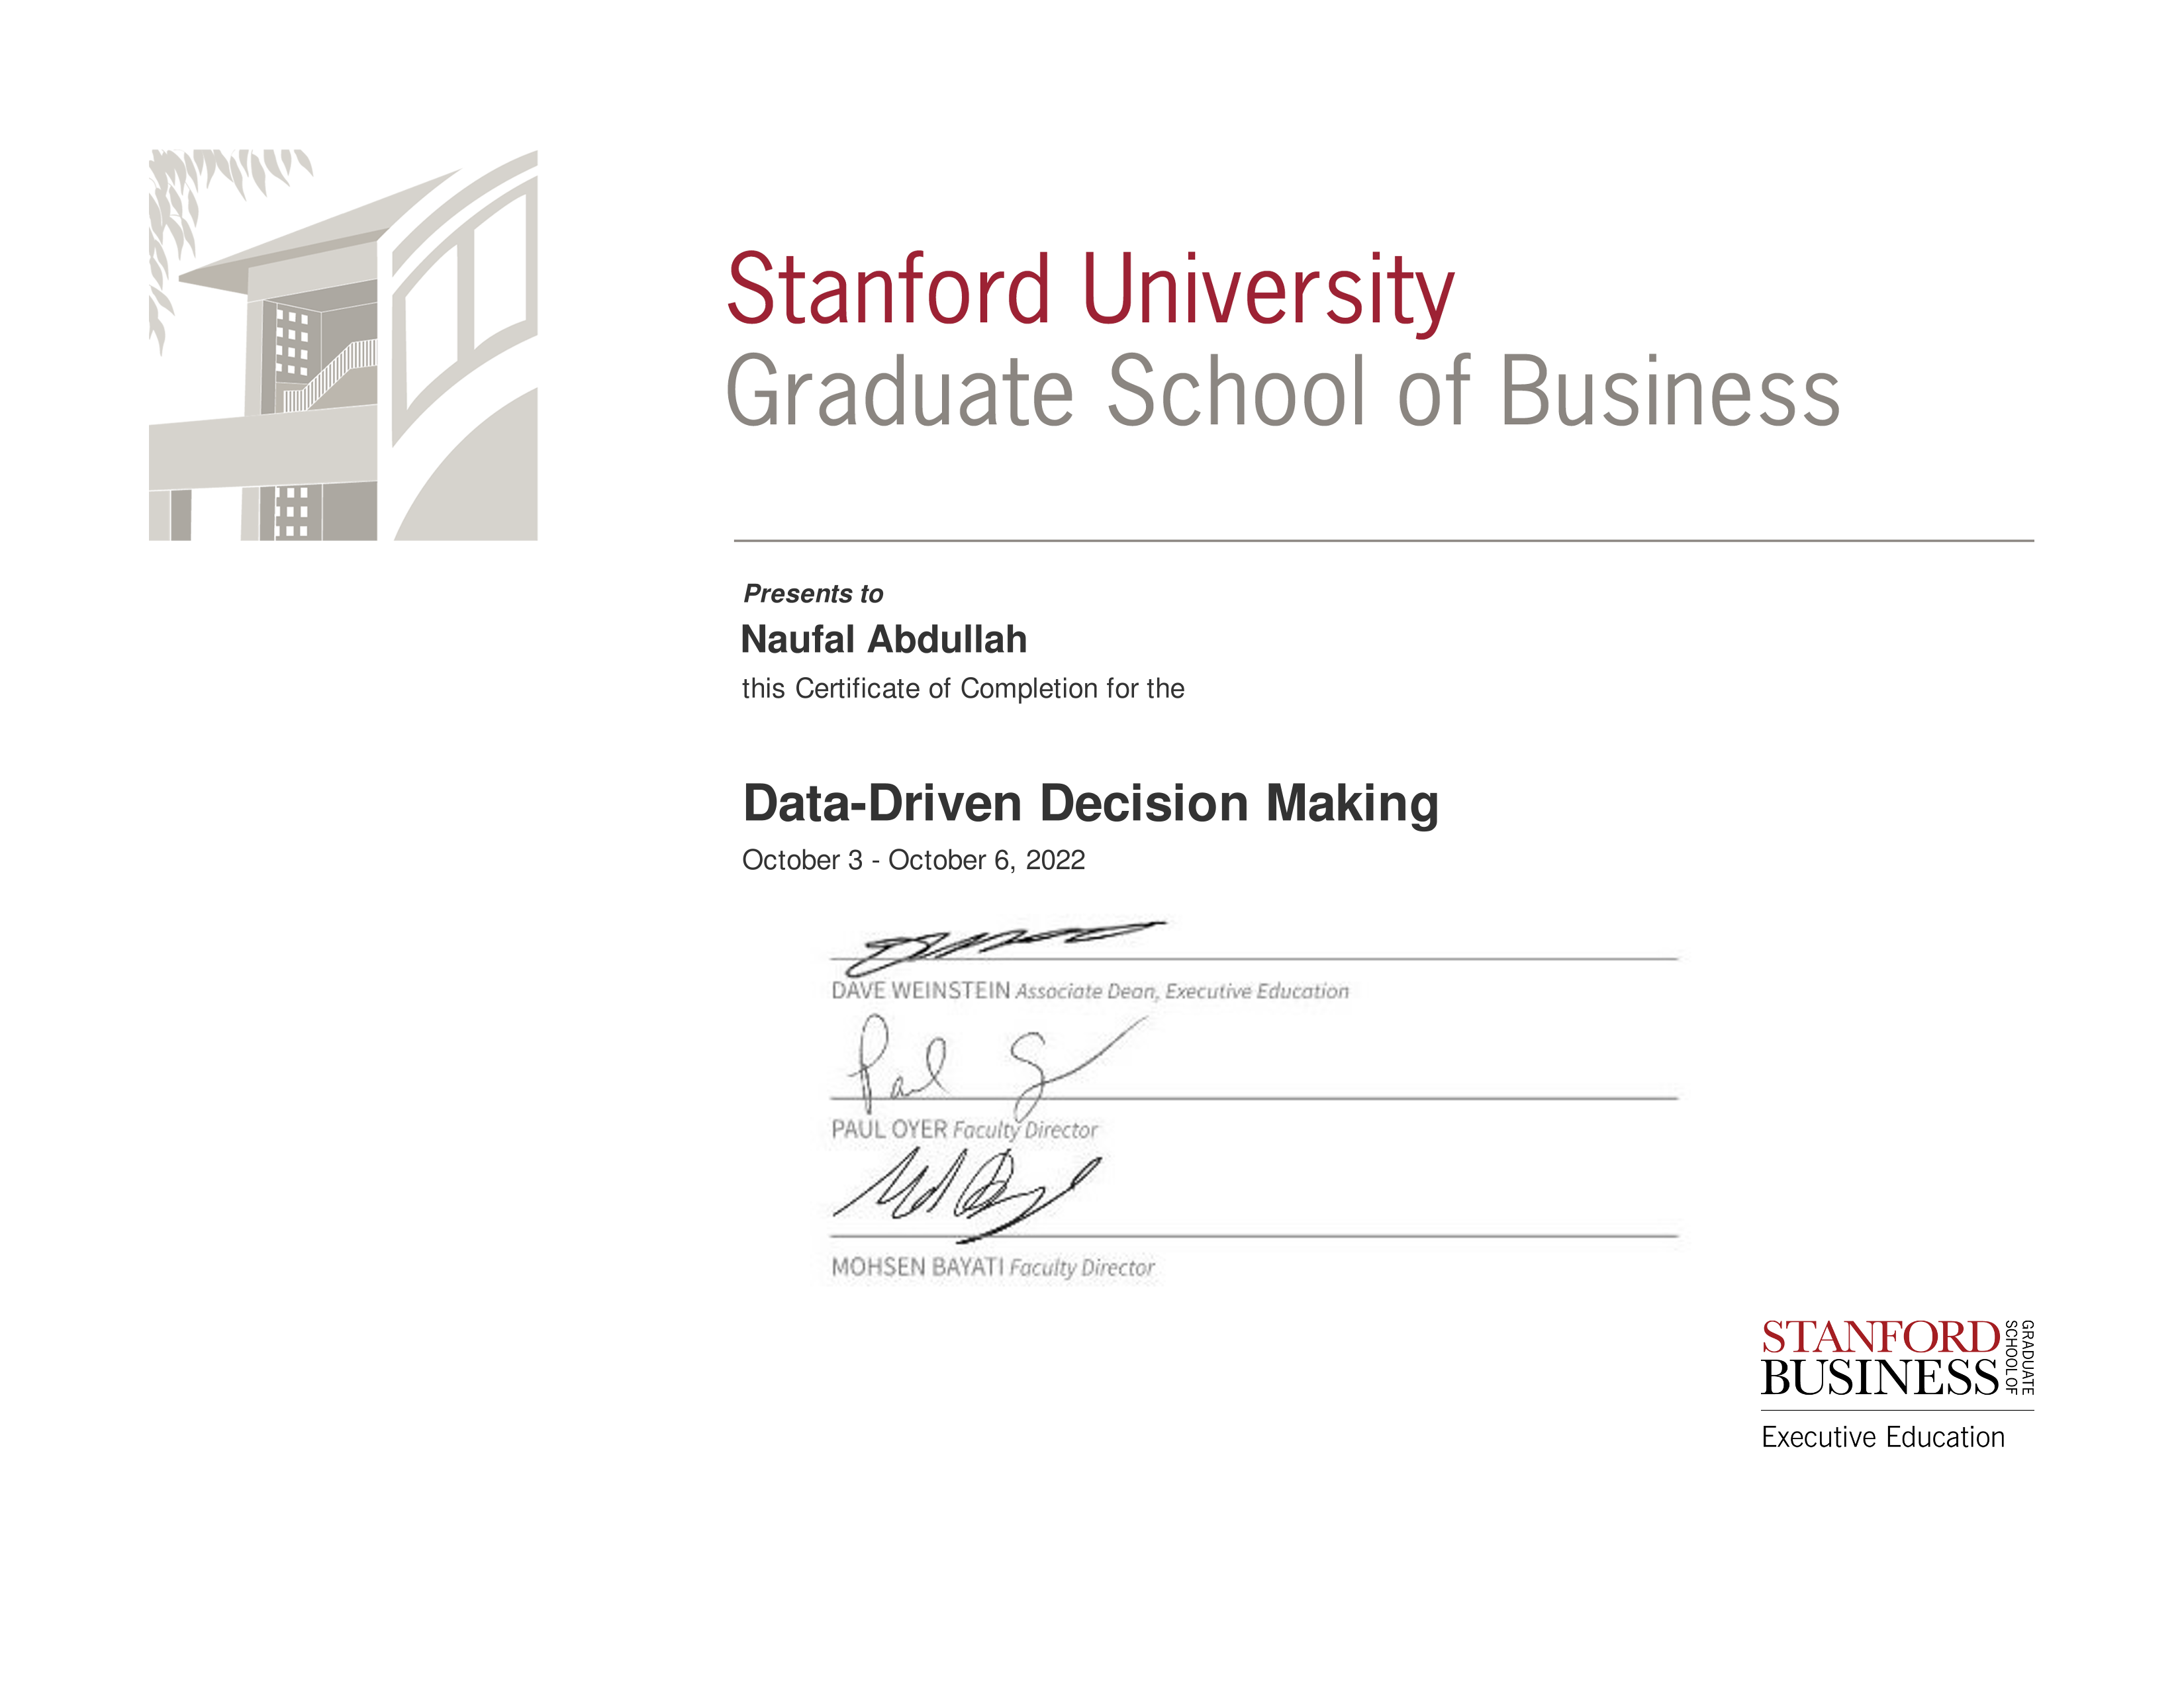 Stanford University
Graduate School of Business
Presents to
Naufal Abdullah
this Certificate of Completion for the
Data-Driven Decision Making
October 3 - October 6, 2022
DAVE WEINSTEIN Associate Dean, Executive Education
Paul
PAUL OYER Faculty Director
MOHSEN BAYATI Faculty Director
STANFORD
BUSINESS
GRADUATE
SCHOOL OF
Executive Education